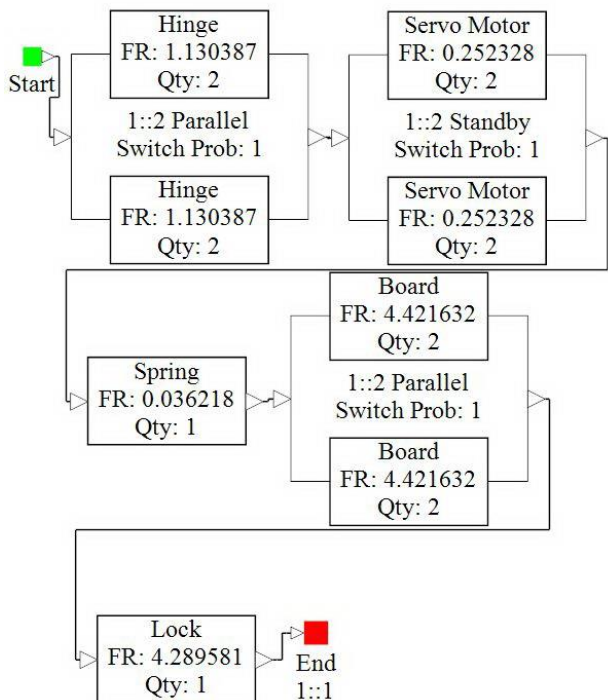 Start
Hinge
FR: 1.130387
Qty: 2
1::2 Parallel
Switch Prob: 1
Hinge
FR: 1.130387
Qty: 2
Servo Motor
FR: 0.252328
Qty: 2
1::2 Standby
Switch Prob: 1
Servo Motor
FR: 0.252328
Qty: 2
Spring
FR: 0.036218
Qty: 1
Board
FR: 4.421632
Qty: 2
1::2 Parallel
Switch Prob: 1
Board
FR: 4.421632
Qty: 2
Lock
FR: 4.289581
Qty: 1
End
1::1